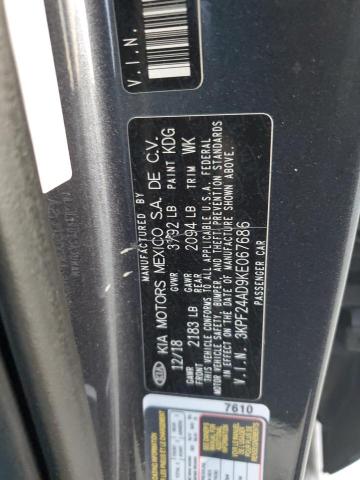 V.I.N.
MANUFACTURED BY
KIA KIA MOTORS MEXICO S.A. DE C.V.
12/18 GVWR 3792 LB PAINT KDG
GAWR FRONT 2183 LB GAWR REAR 2094 LB TRIM WK
THIS VEHICLE CONFORMS TO ALL APPLICABLE U.S.A. FEDERAL
MOTOR VEHICLE SAFETY, BUMPER, AND THEFT PREVENTION STANDARDS
IN EFFECT ON THE DATE OF MANUFACTURE SHOWN ABOVE.
V.I.N. 3KPF24AD9KE067686
PASSENGER CAR
7610